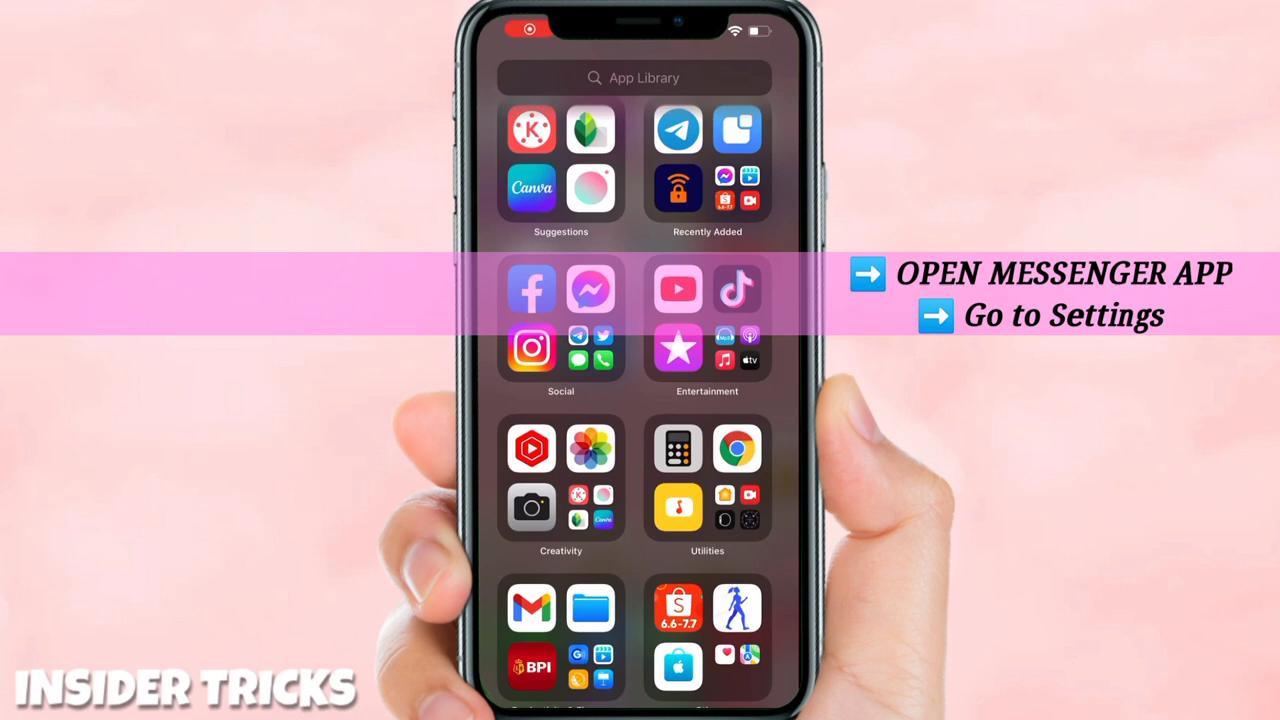 App Library
Canva
Suggestions
Recently Added
➡ OPEN MESSENGER APP
➡ Go to Settings
Social
Entertainment
Creativity
Utilities
6.6-7.7
BPI
INSIDER TRICKS